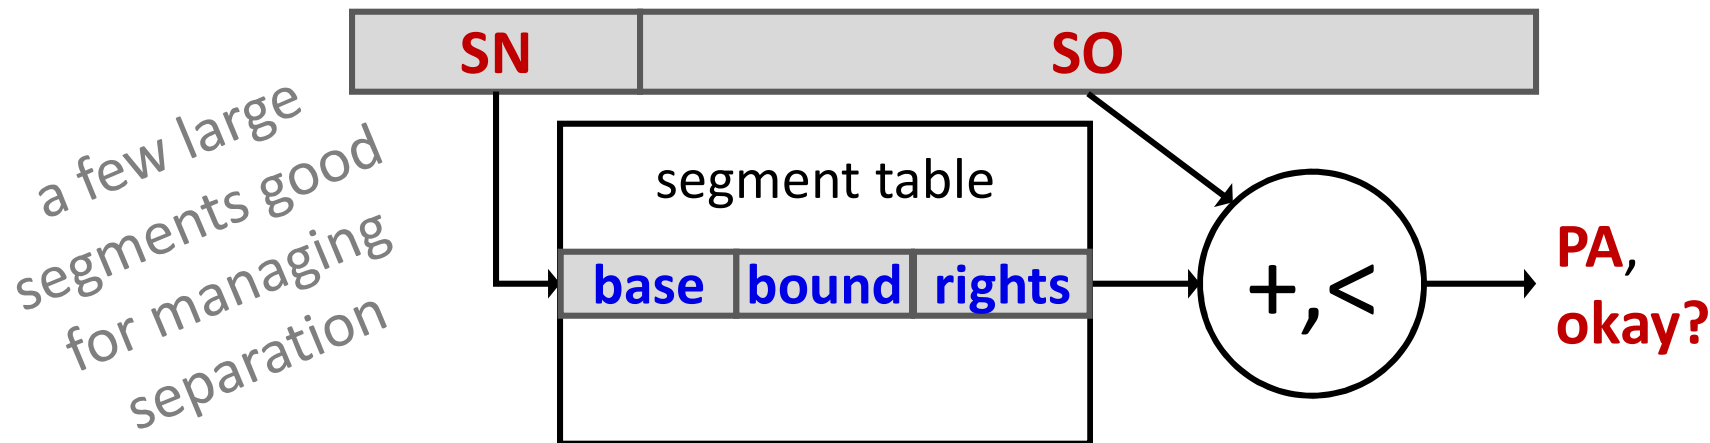 SN SO
a few large
segments good
for managing
separation
segment table
base bound rights
+,<
PA,
okay?